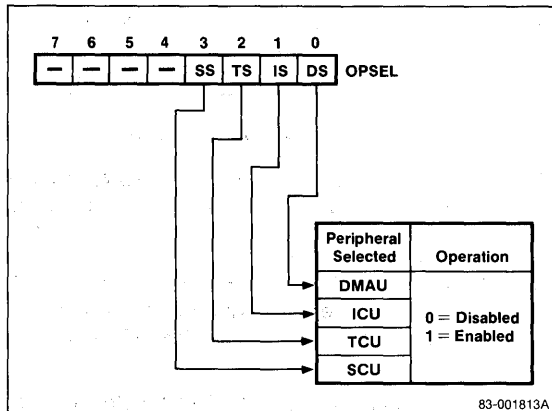 7 6 5 4 3 2 1 0
— — — — SS TS IS DS OPSEL
Peripheral Selected Operation
DMAU
ICU
TCU
SCU
0 = Disabled
1 = Enabled
83-001813A